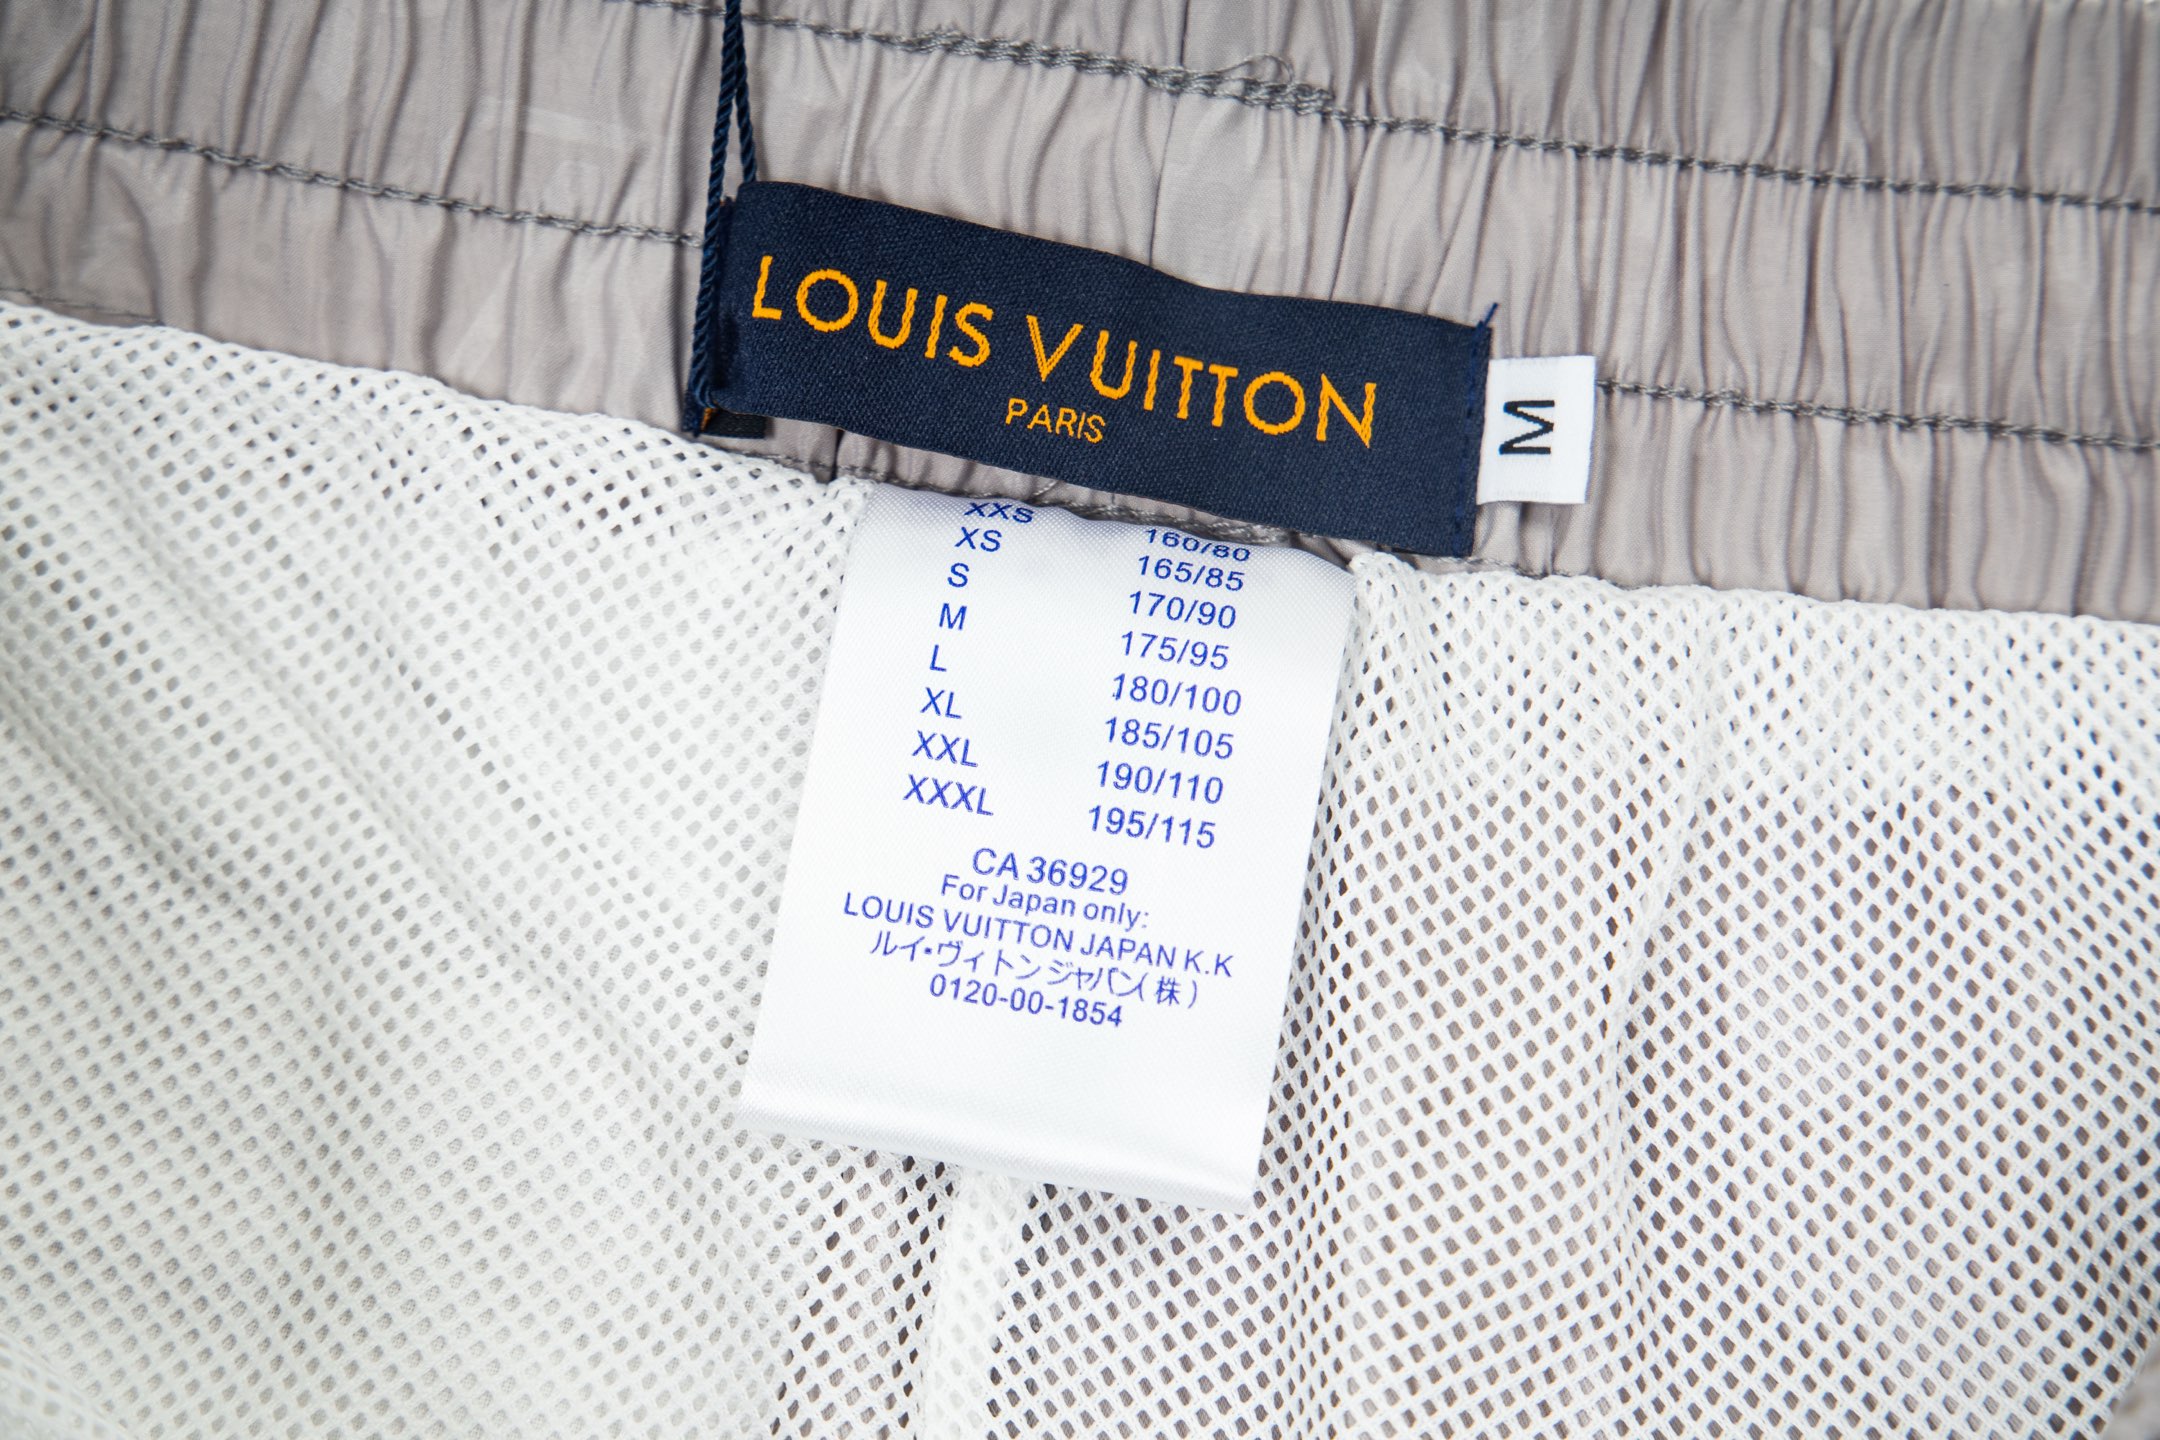 LOUIS VUITTON
PARIS
M
XXS 160/80
XS 165/85
S 170/90
M 175/95
L 180/100
XL 185/105
XXL 190/110
XXXL 195/115
CA 36929
For Japan only:
LOUIS VUITTON JAPAN K.K
ルイ・ヴィトンジャパン(株)
0120-00-1854